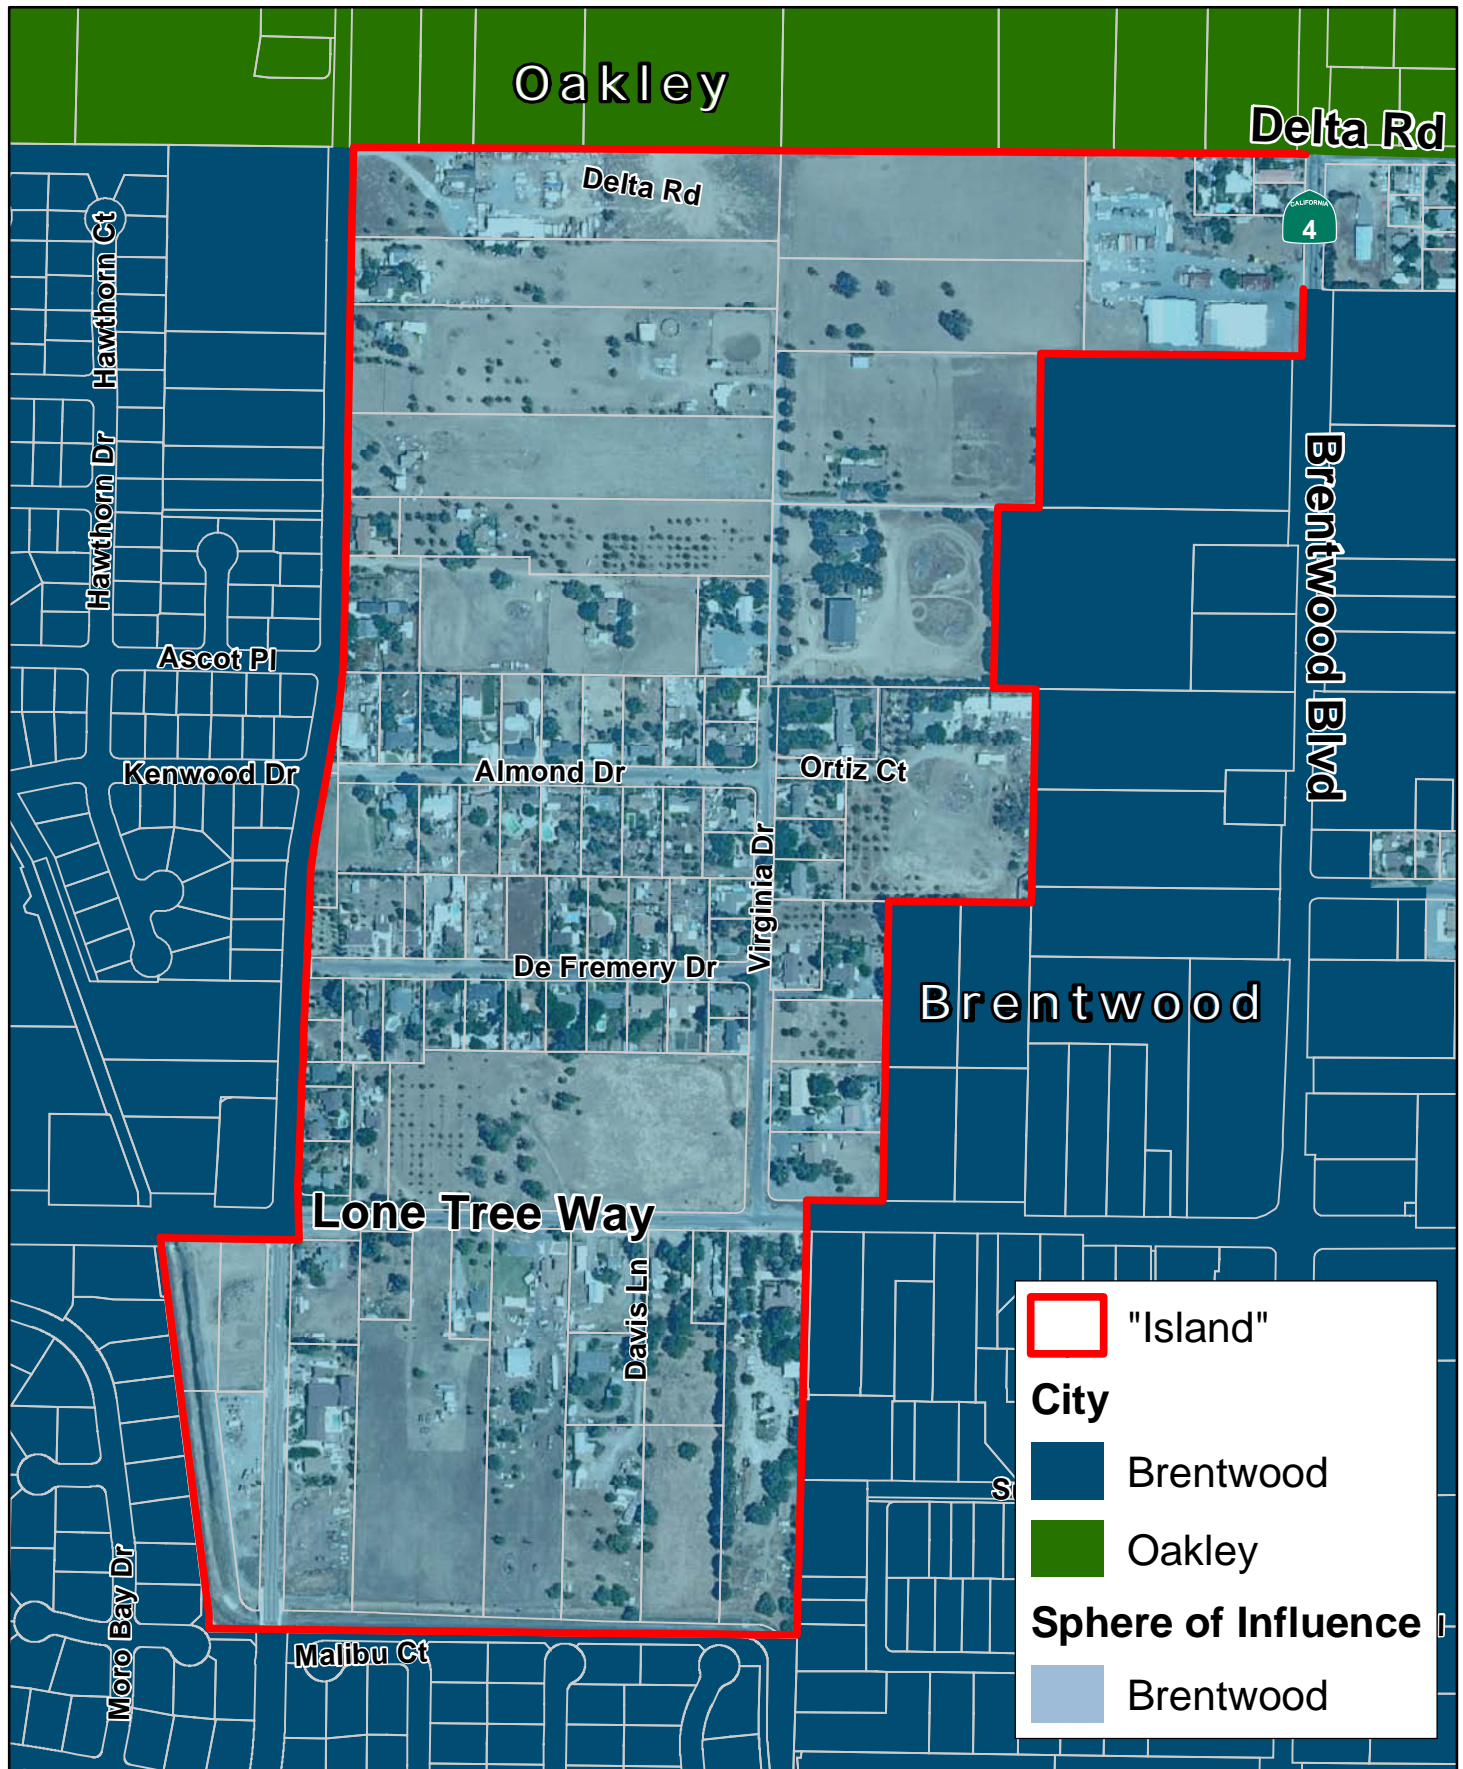 Oakley
Delta Rd
Delta Rd
CALIFORNIA
4
Hawthorn Ct
Hawthorn Dr
Brentwood Blvd
Ascot Pl
Kenwood Dr
Almond Dr
Ortiz Ct
Virginia Dr
De Fremery Dr
Brentwood
Lone Tree Way
Davis Ln
Moro Bay Dr
Malibu Ct
"Island"
City
Brentwood
Oakley
Sphere of Influence
Brentwood